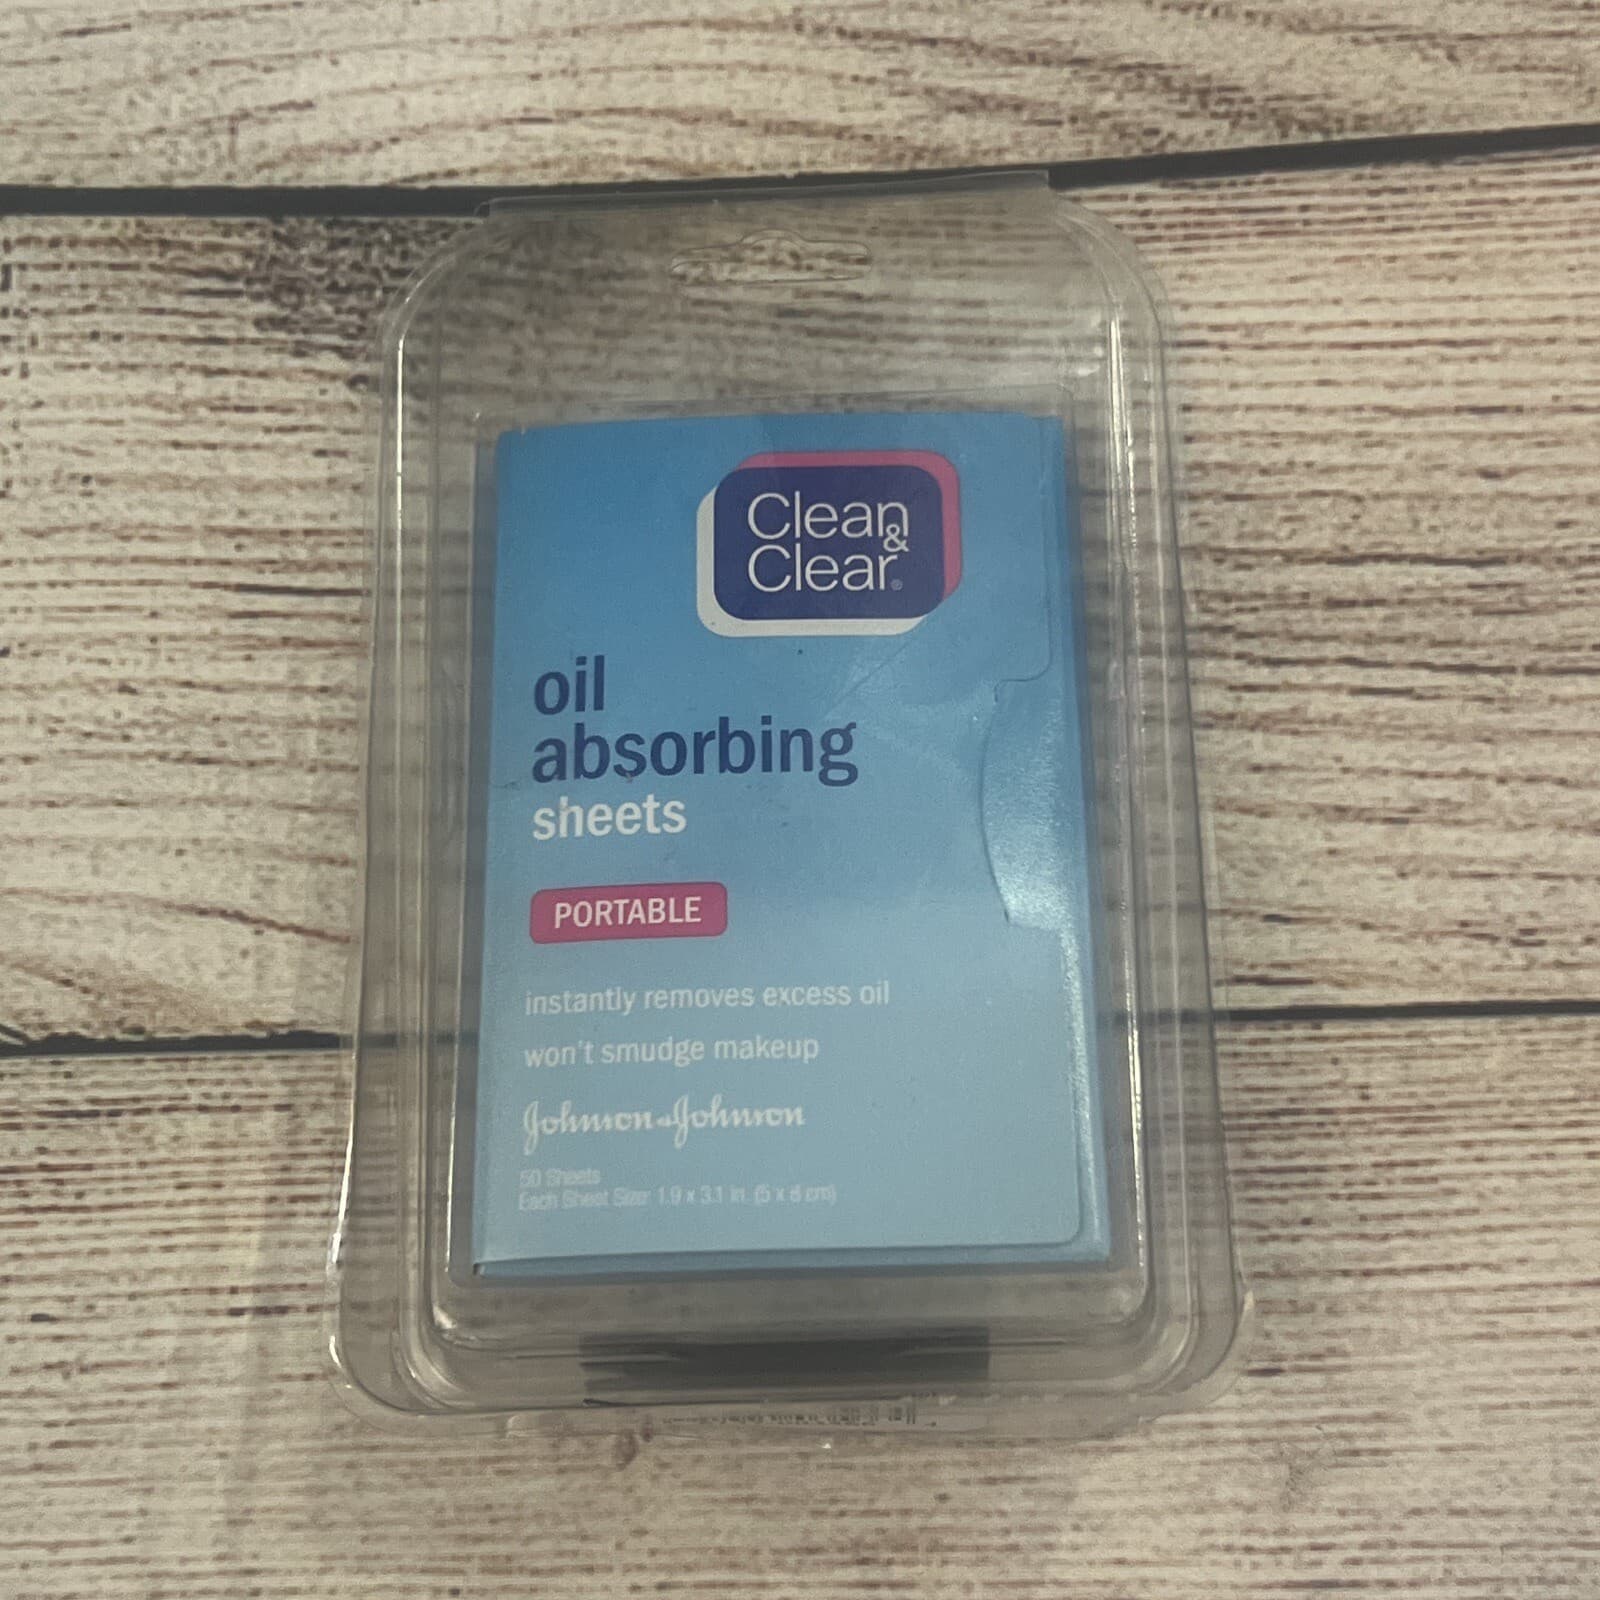 Clean
&
Clear®
oil
absorbing
sheets
PORTABLE
instantly removes excess oil
won't smudge makeup
Johnson & Johnson
50 Sheets
Each Sheet Size: 1.9 x 3.1 in. (5 x 8 cm)